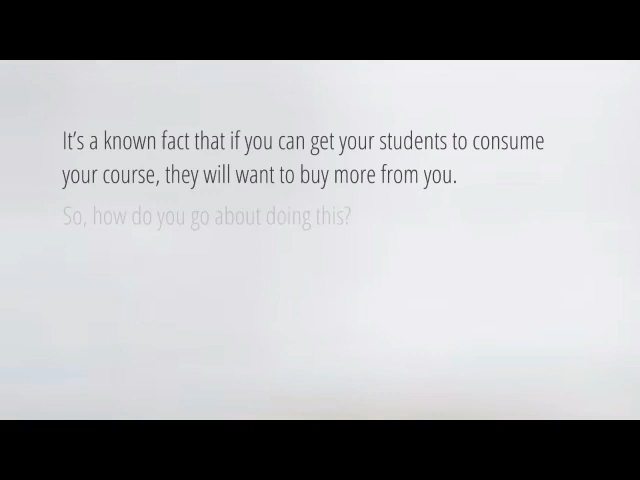 It’s a known fact that if you can get your students to consume
your course, they will want to buy more from you.
So, how do you go about doing this?